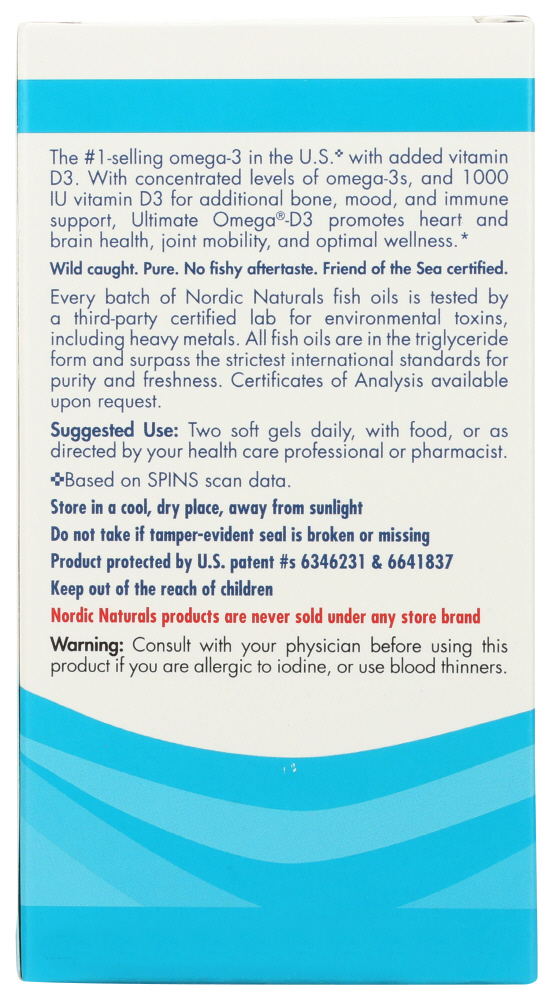 The #1-selling omega-3 in the U.S.✤ with added vitamin
D3. With concentrated levels of omega-3s, and 1000
IU vitamin D3 for additional bone, mood, and immune
support, Ultimate Omega®-D3 promotes heart and
brain health, joint mobility, and optimal wellness.*
Wild caught. Pure. No fishy aftertaste. Friend of the Sea certified.
Every batch of Nordic Naturals fish oils is tested by
a third-party certified lab for environmental toxins,
including heavy metals. All fish oils are in the triglyceride
form and surpass the strictest international standards for
purity and freshness. Certificates of Analysis available
upon request.
Suggested Use: Two soft gels daily, with food, or as
directed by your health care professional or pharmacist.
✤Based on SPINS scan data.
Store in a cool, dry place, away from sunlight
Do not take if tamper-evident seal is broken or missing
Product protected by U.S. patent #s 6346231 & 6641837
Keep out of the reach of children
Nordic Naturals products are never sold under any store brand
Warning: Consult with your physician before using this
product if you are allergic to iodine, or use blood thinners.